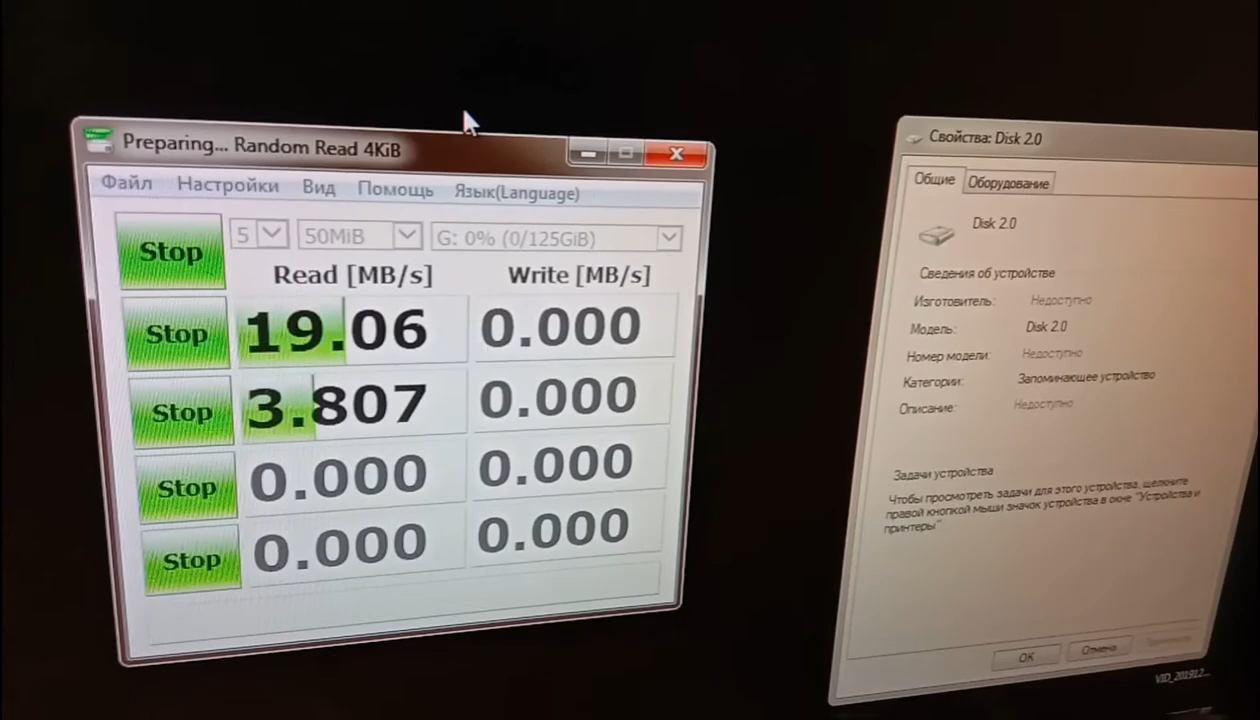 Preparing... Random Read 4KiB
Файл Настройки Вид Помощь Язык(Language)
Stop 5 50MiB G: 0% (0/125GiB)
Read [MB/s] Write [MB/s]
Stop 19.06 0.000
Stop 3.807 0.000
Stop 0.000 0.000
Stop 0.000 0.000
Свойства: Disk 2.0
Общие Оборудование
Disk 2.0
Сведения об устройстве
Изготовитель: Недоступно
Модель: Disk 2.0
Номер модели: Недоступно
Категории: Запоминающее устройство
Описание: Недоступно
Задачи устройства
Чтобы просмотреть задачи для этого устройства, щелкните
правой кнопкой мыши значок устройства в окне "Устройства и
принтеры"
ОК Отмена
VID_201912...